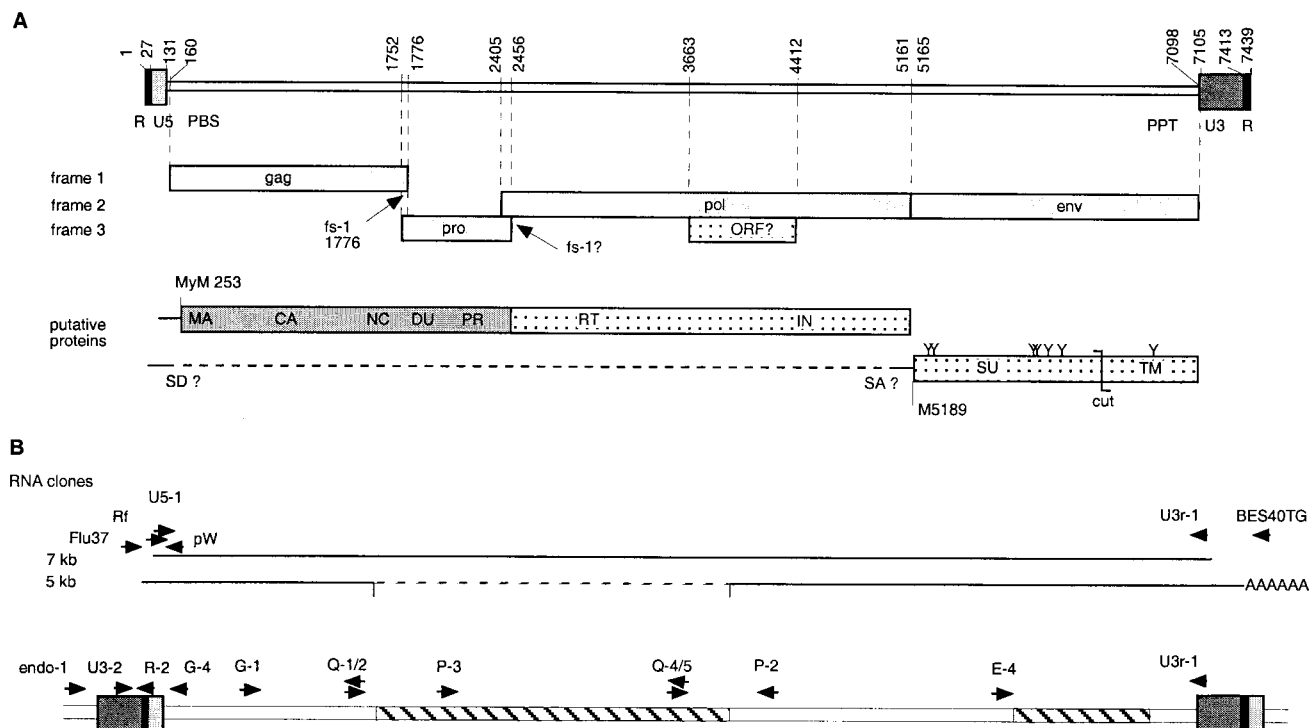 A
1 27 131 160 1752 1776 2405 2456 3663 4412 5161 5165 7098 7105 7413 7439
R U5 PBS PPT U3 R
frame 1 gag
frame 2 pol env
fs-1
1776
frame 3 pro ORF?
fs-1?
MyM 253
putative
proteins
MA CA NC DU PR RT IN
YY YY Y Y Y
SU TM
SD ? SA ?
cut
M5189
B
RNA clones
U5-1
Rf U3r-1 BES40TG
Flu37 pW
7 kb
5 kb AAAAAA
endo-1 U3-2 R-2 G-4 G-1 Q-1/2 P-3 Q-4/5 P-2 E-4 U3r-1